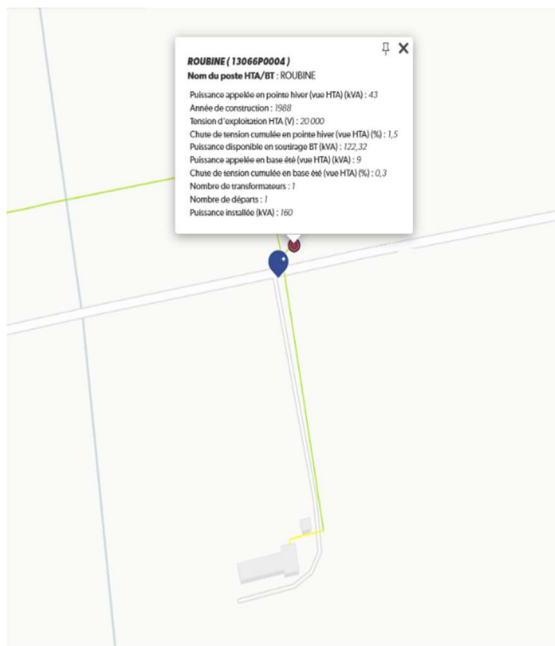 ROUBINE ( 13066P0004 )
Nom du poste HTA/BT : ROUBINE
Puissance appelée en pointe hiver (vue HTA) (kVA) : 43
Année de construction : 1988
Tension d'exploitation HTA (V) : 20 000
Chute de tension cumulée en pointe hiver (vue HTA) (%) : 1,5
Puissance disponible en soutirage BT (kVA) : 122,32
Puissance appelée en base été (vue HTA) (kVA) : 9
Chute de tension cumulée en base été (vue HTA) (%) : 0,3
Nombre de transformateurs : 1
Nombre de départs : 1
Puissance installée (kVA) : 160